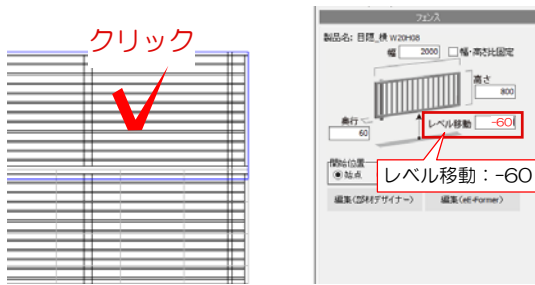 クリック
フェンス
製品名: 目隠_横 W20H08
幅 2000 幅・高さ比固定
高さ
800
奥行
60
レベル移動 -60
開始位置
始点
レベル移動：-60
編集(部材デザイナー) 編集(eE-Former)